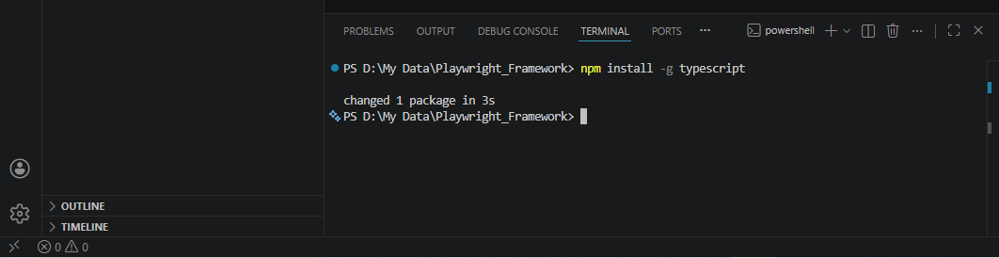 PROBLEMS OUTPUT DEBUG CONSOLE TERMINAL PORTS ··· powershell
PS D:\My Data\Playwright_Framework> npm install -g typescript
changed 1 package in 3s
PS D:\My Data\Playwright_Framework>
OUTLINE
TIMELINE
0 0